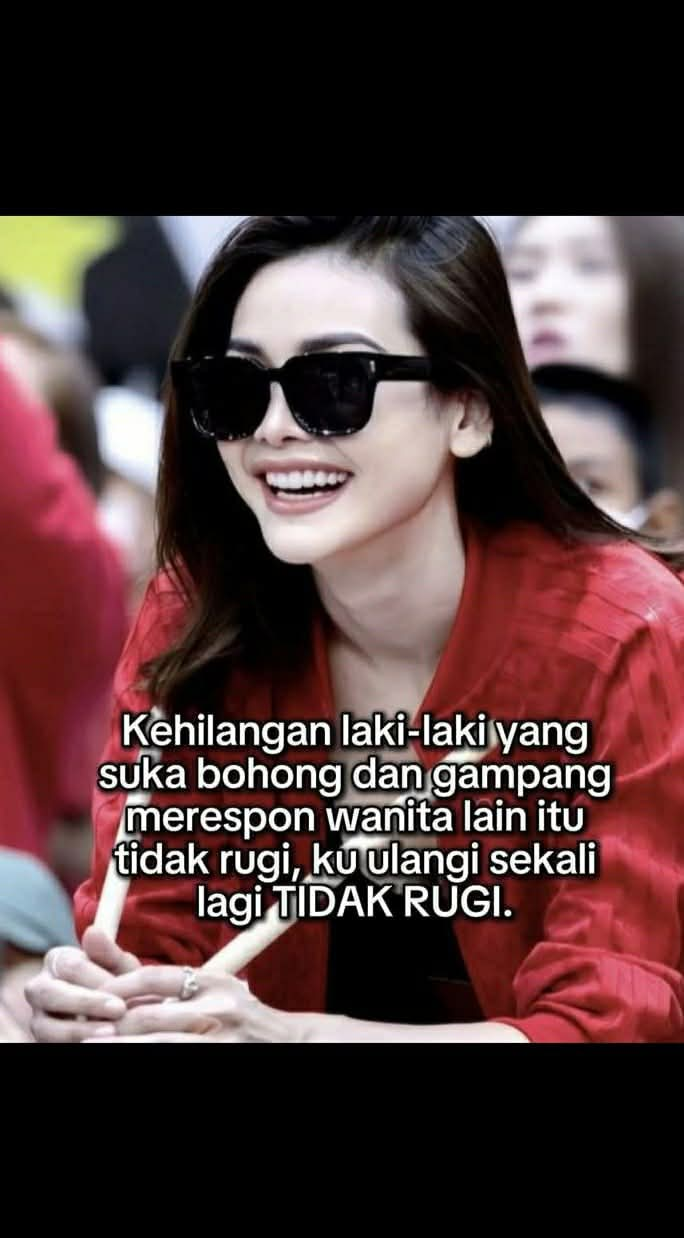 Kehilangan laki-laki yang
suka bohong dan gampang
merespon wanita lain itu
tidak rugi, ku ulangi sekali
lagi TIDAK RUGI.